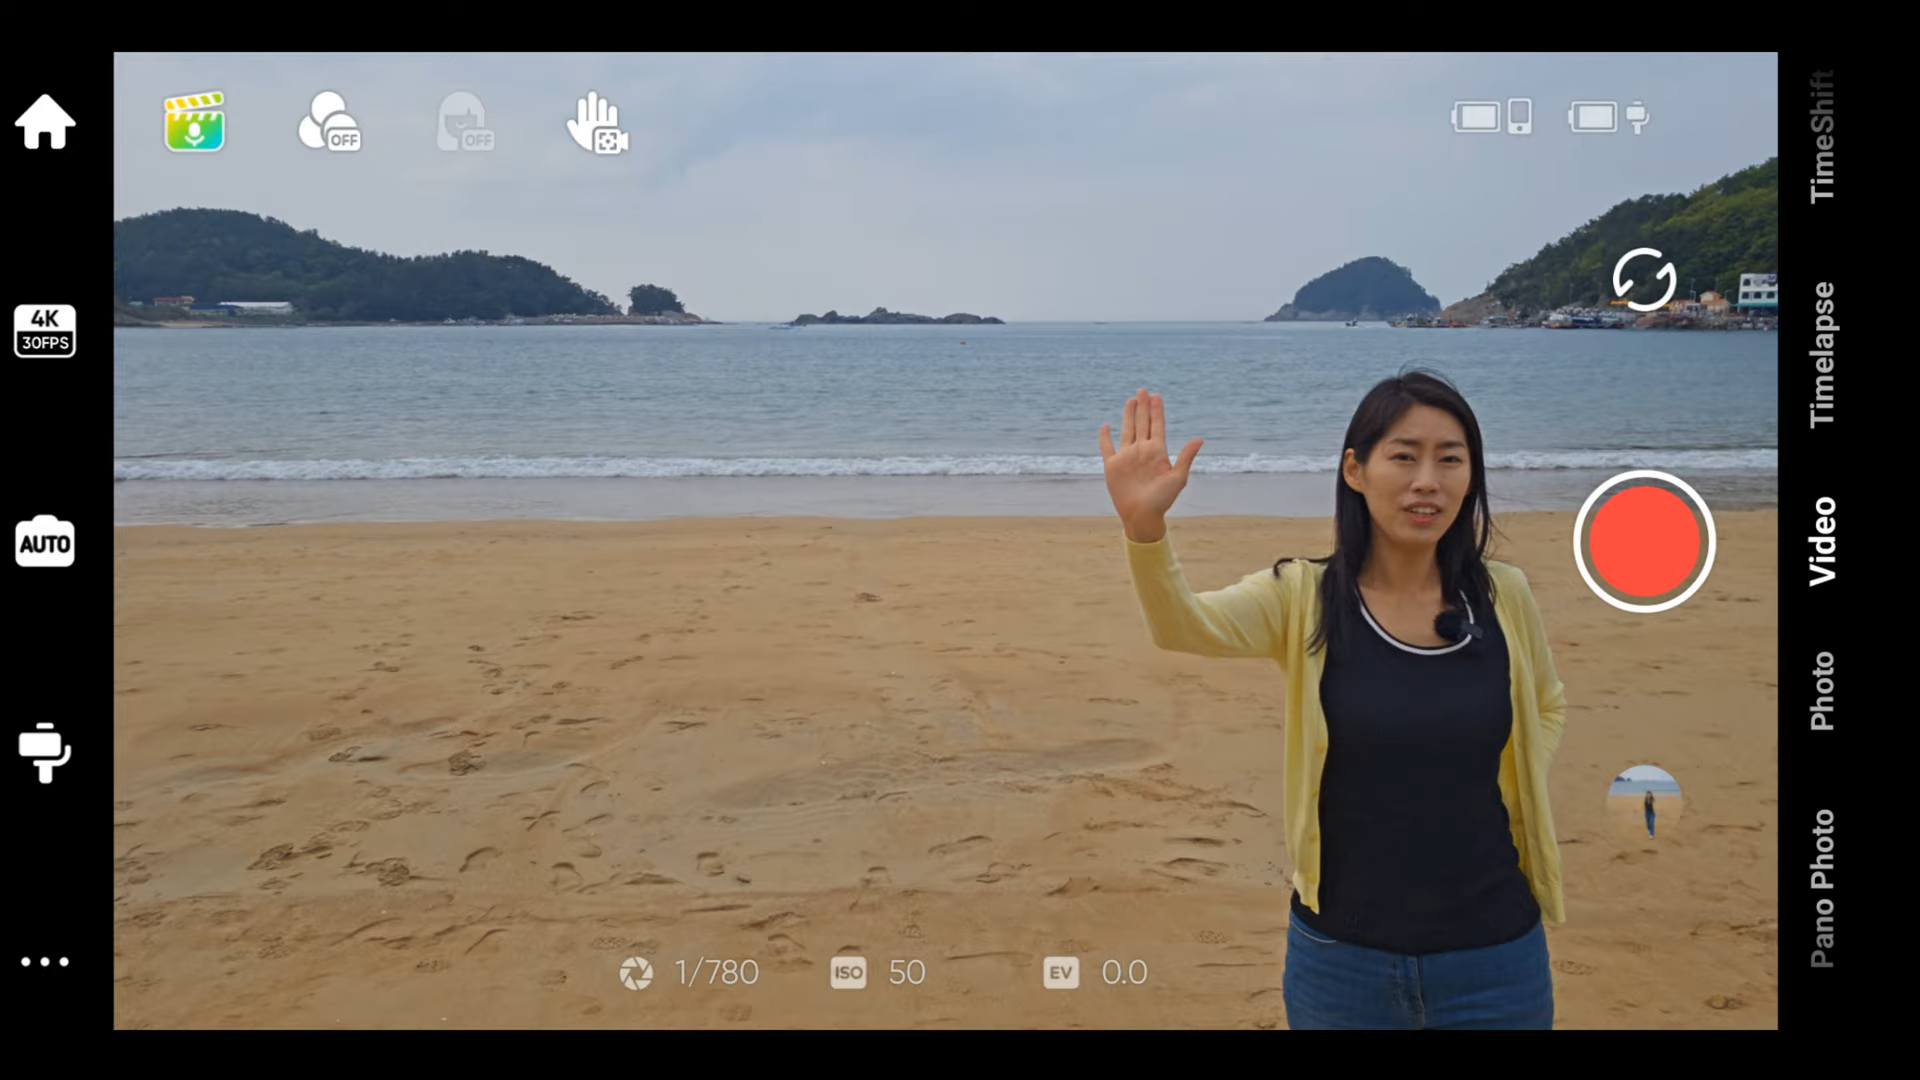 OFF
OFF
4K
30FPS
AUTO
1/780
ISO
50
EV
0.0
TimeShift
Timelapse
Video
Photo
Pano Photo